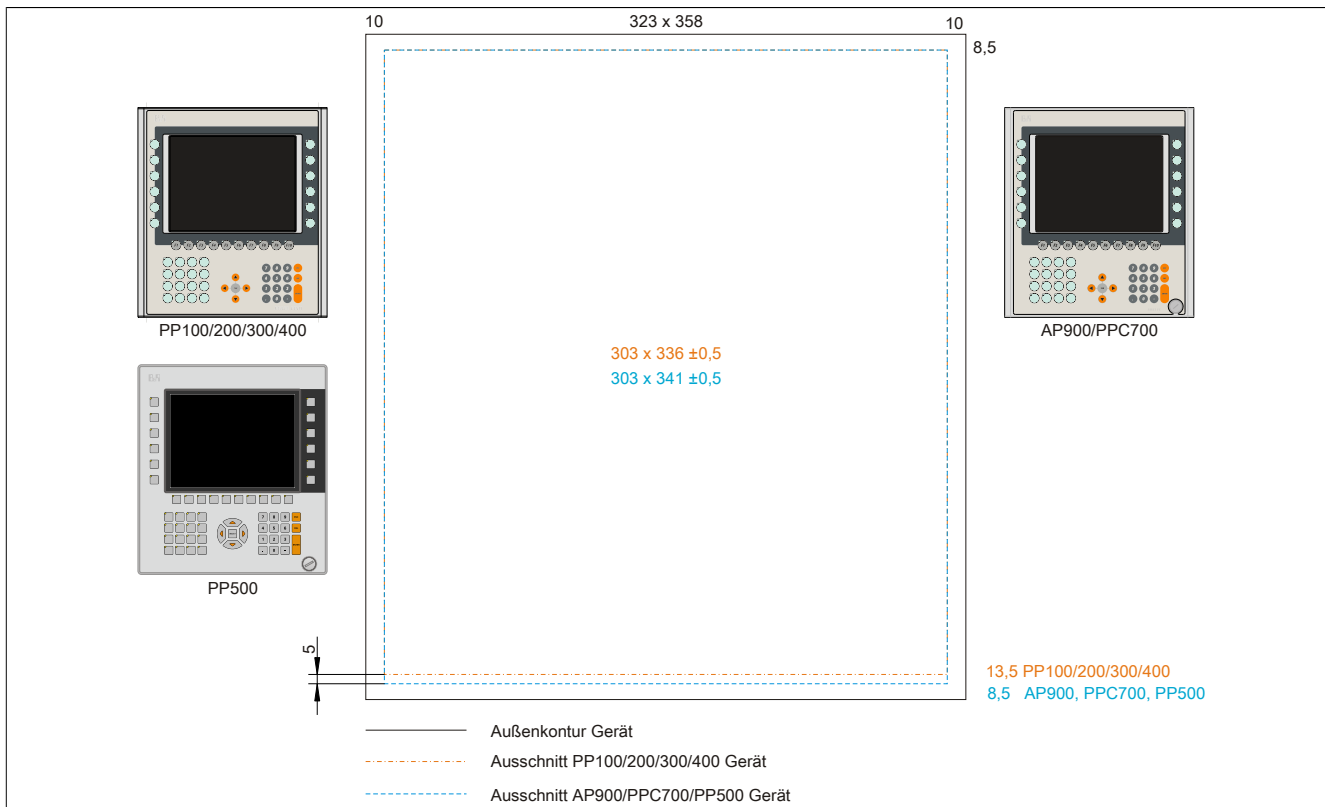 10
323 x 358
10
8,5
PP100/200/300/400
AP900/PPC700
303 x 336 ±0,5
303 x 341 ±0,5
PP500
5
13,5 PP100/200/300/400
8,5 AP900, PPC700, PP500
Außenkontur Gerät
Ausschnitt PP100/200/300/400 Gerät
Ausschnitt AP900/PPC700/PP500 Gerät